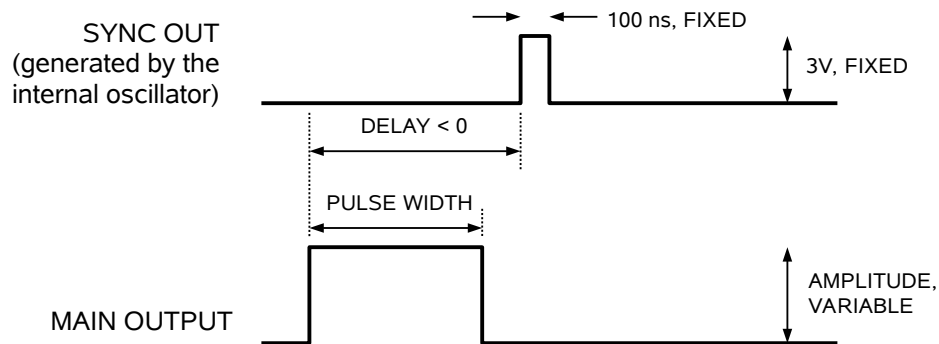 100 ns, FIXED
SYNC OUT
(generated by the
internal oscillator)
3V, FIXED
DELAY < 0
PULSE WIDTH
AMPLITUDE,
VARIABLE
MAIN OUTPUT